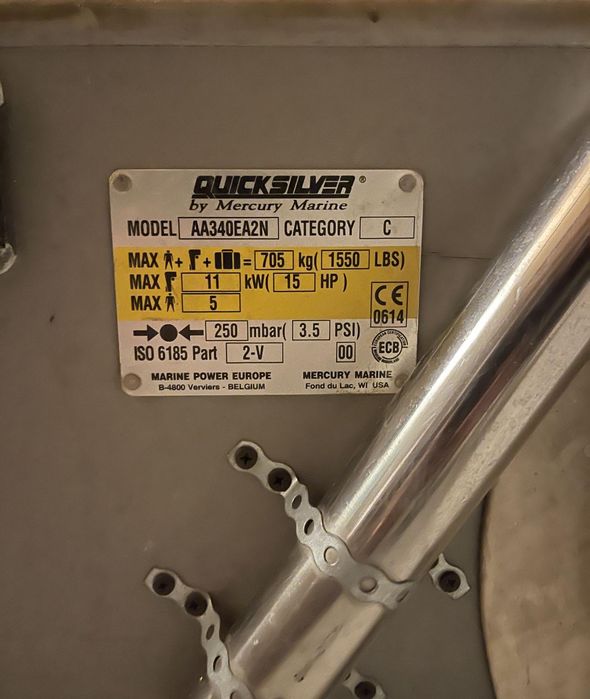 QUICKSILVER®
by Mercury Marine
MODEL AA340EA2N CATEGORY C
MAX + + = 705 kg( 1550 LBS)
MAX 11 kW( 15 HP )
MAX 5
CE
0614
250 mbar( 3.5 PSI)
ISO 6185 Part 2-V 00
ECB
MARINE POWER EUROPE
B-4800 Verviers - BELGIUM
MERCURY MARINE
Fond du Lac, WI USA